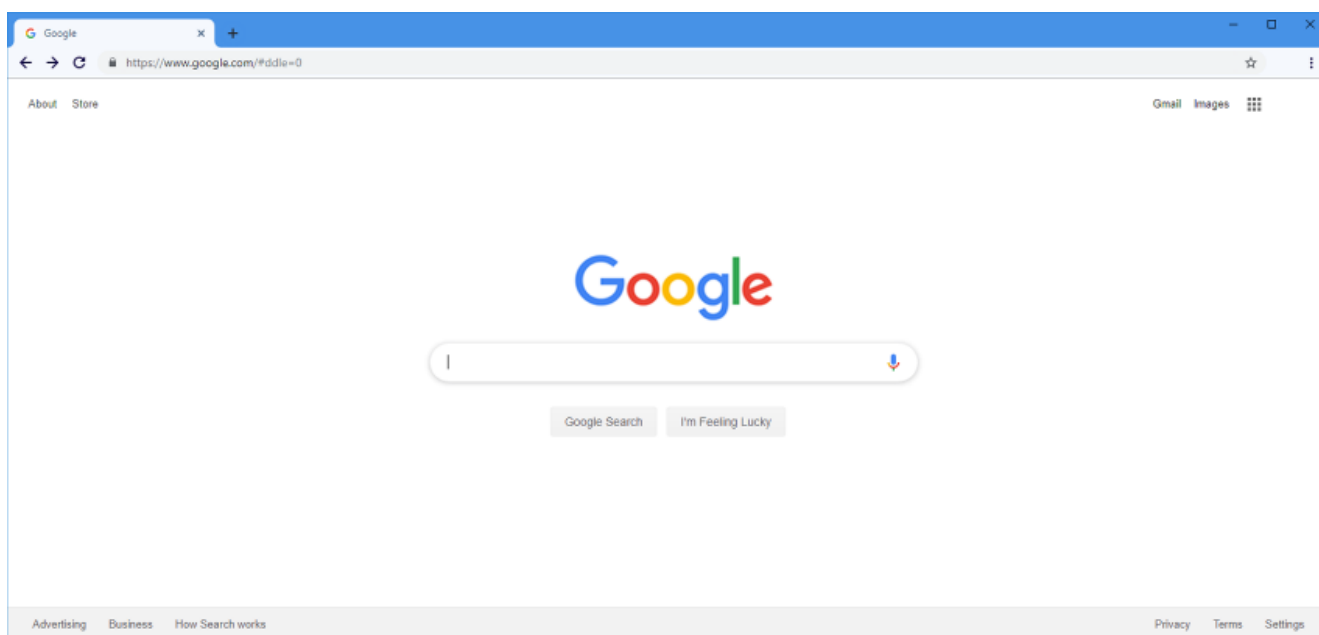 Google
https://www.google.com/#ddle=0
About Store Gmail Images
Google
Google Search I'm Feeling Lucky
Advertising Business How Search works Privacy Terms Settings